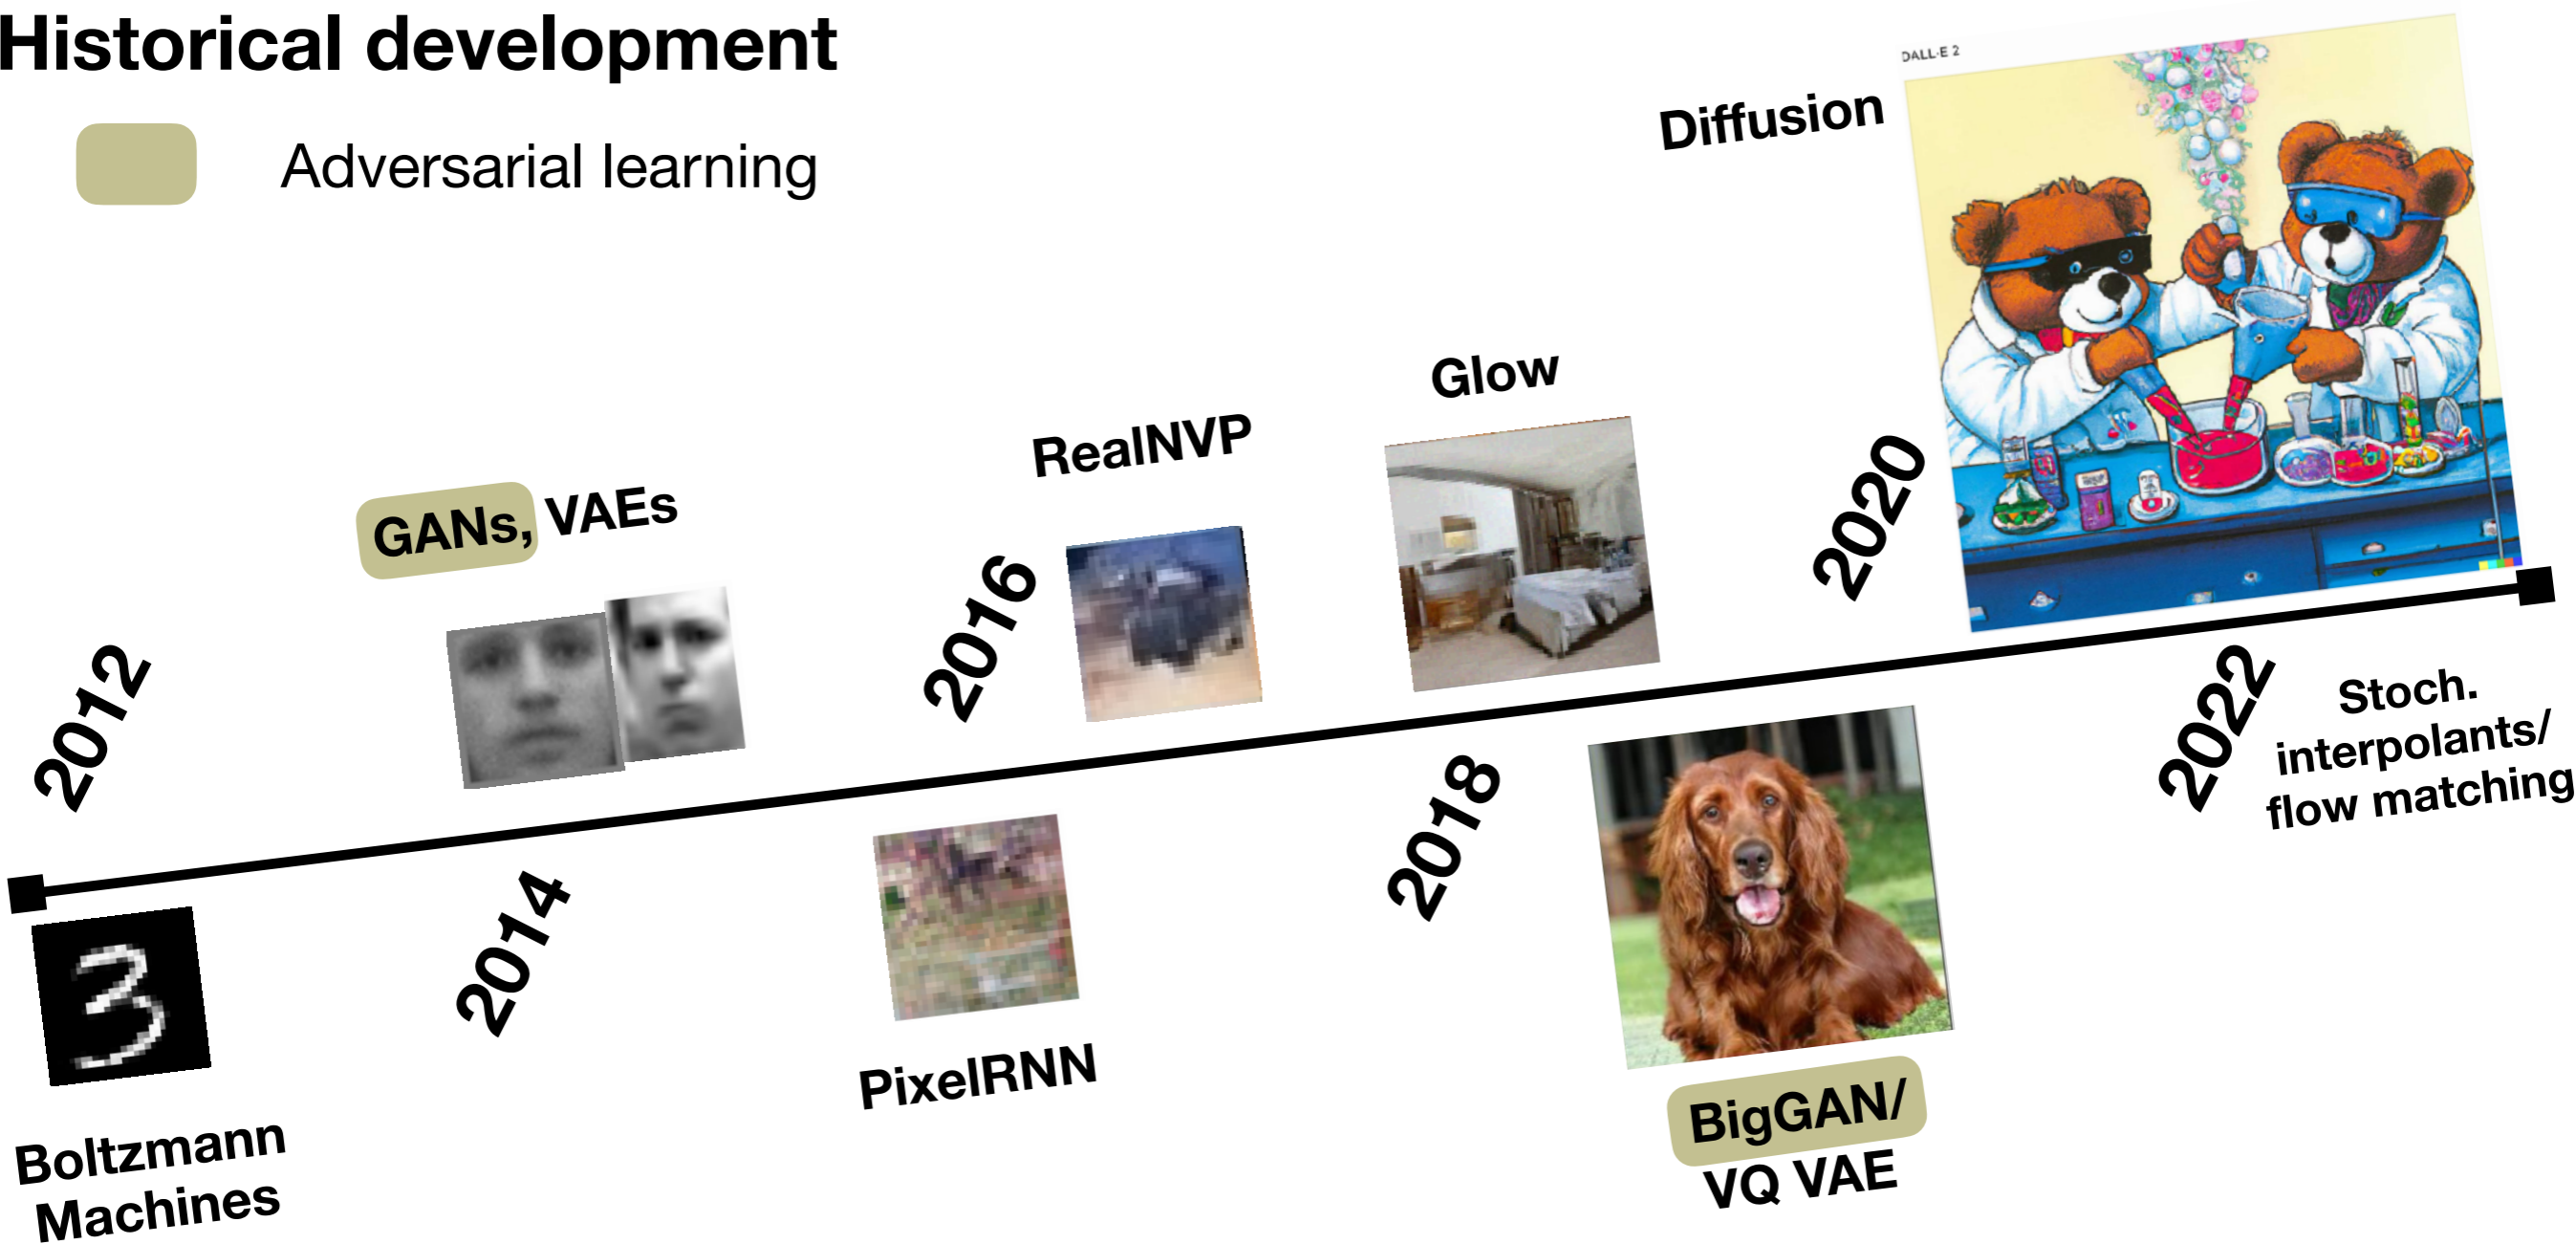 Historical development
Adversarial learning
DALL·E 2
Diffusion
Glow
RealNVP
GANs, VAEs
2012
2016
2020
2014
2018
2022
Stoch.
interpolants/
flow matching
PixelRNN
Boltzmann
Machines
BigGAN/
VQ VAE